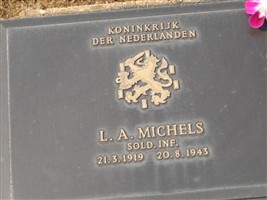 KONINKRIJK
DER NEDERLANDEN
L. A. MICHELS
SOLD. INF.
21. 3. 1919 20. 8. 1943